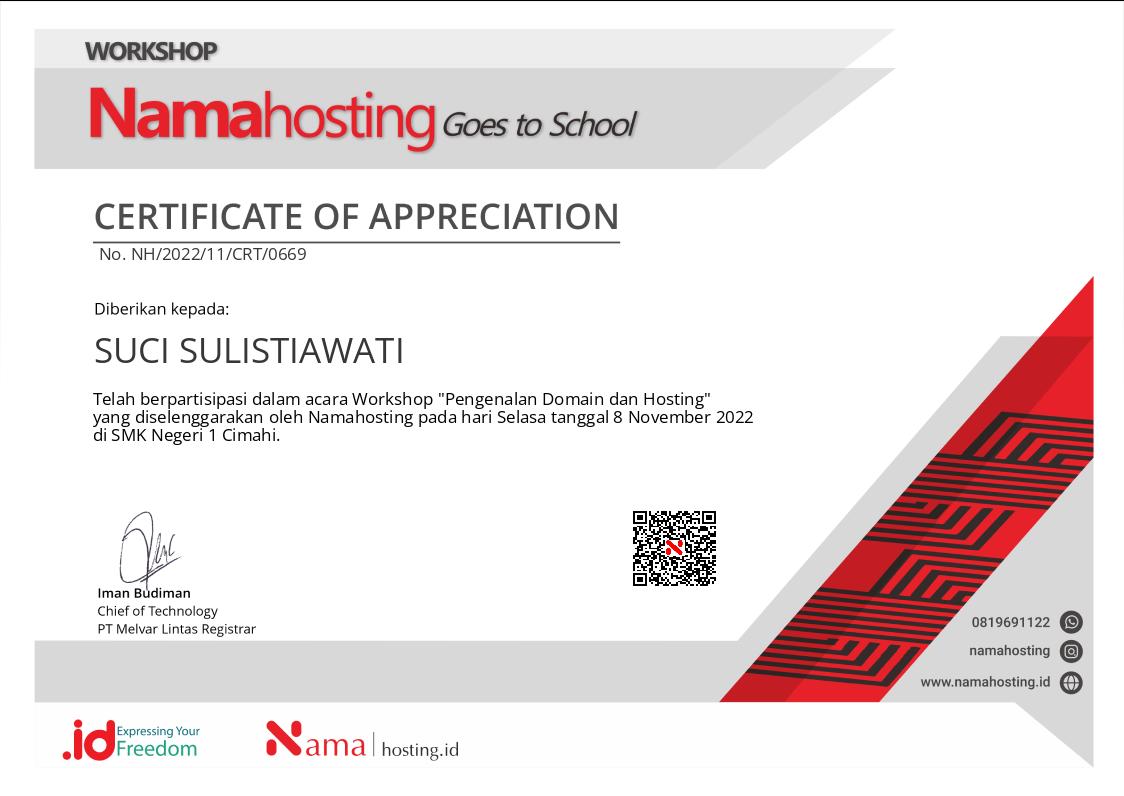 WORKSHOP
Namahosting Goes to School
CERTIFICATE OF APPRECIATION
No. NH/2022/11/CRT/0669
Diberikan kepada:
SUCI SULISTIAWATI
Telah berpartisipasi dalam acara Workshop "Pengenalan Domain dan Hosting"
yang diselenggarakan oleh Namahosting pada hari Selasa tanggal 8 November 2022
di SMK Negeri 1 Cimahi.
Iman Budiman
Chief of Technology
PT Melvar Lintas Registrar
0819691122
namahosting
www.namahosting.id
.id Expressing Your
Freedom
Nama hosting.id